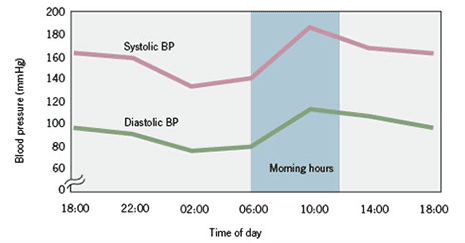 200
180
160
140
120
100
80
60
0
Blood pressure (mmHg)
Systolic BP
Diastolic BP
Morning hours
18:00 22:00 02:00 06:00 10:00 14:00 18:00
Time of day